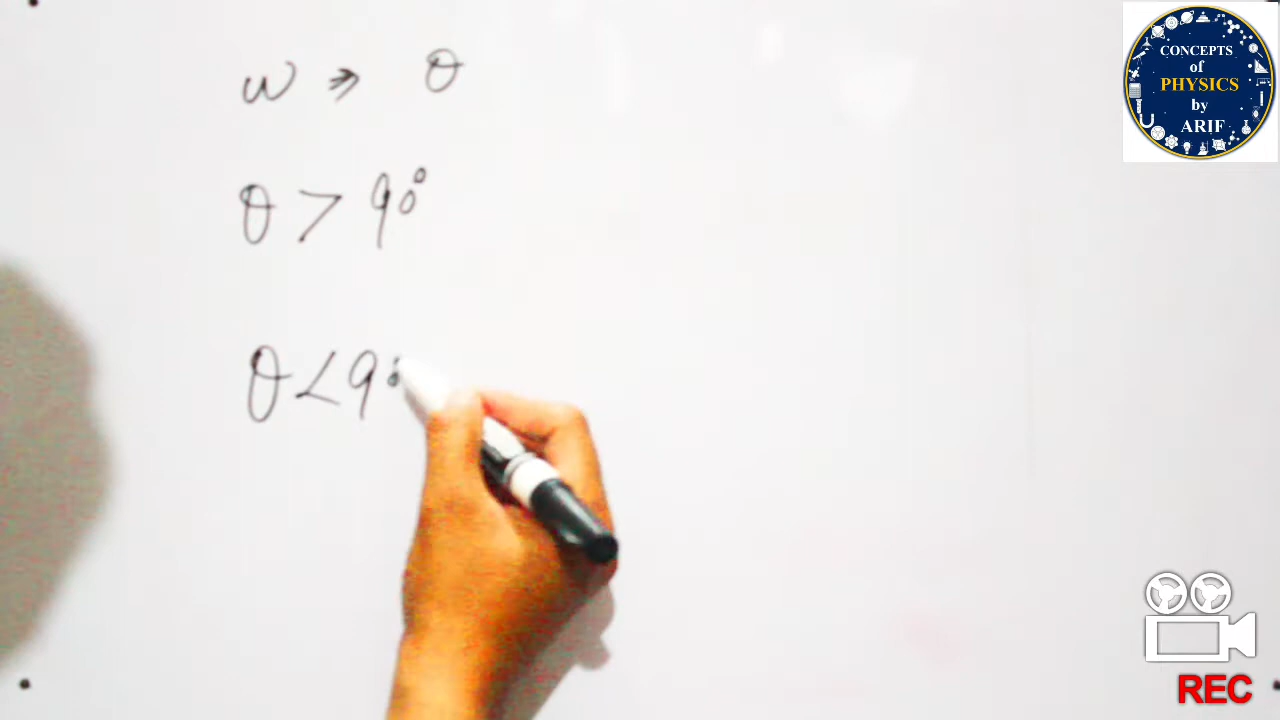 w ⇒ θ
θ > 90°
θ < 90
CONCEPTS
of
PHYSICS
by
ARIF
REC